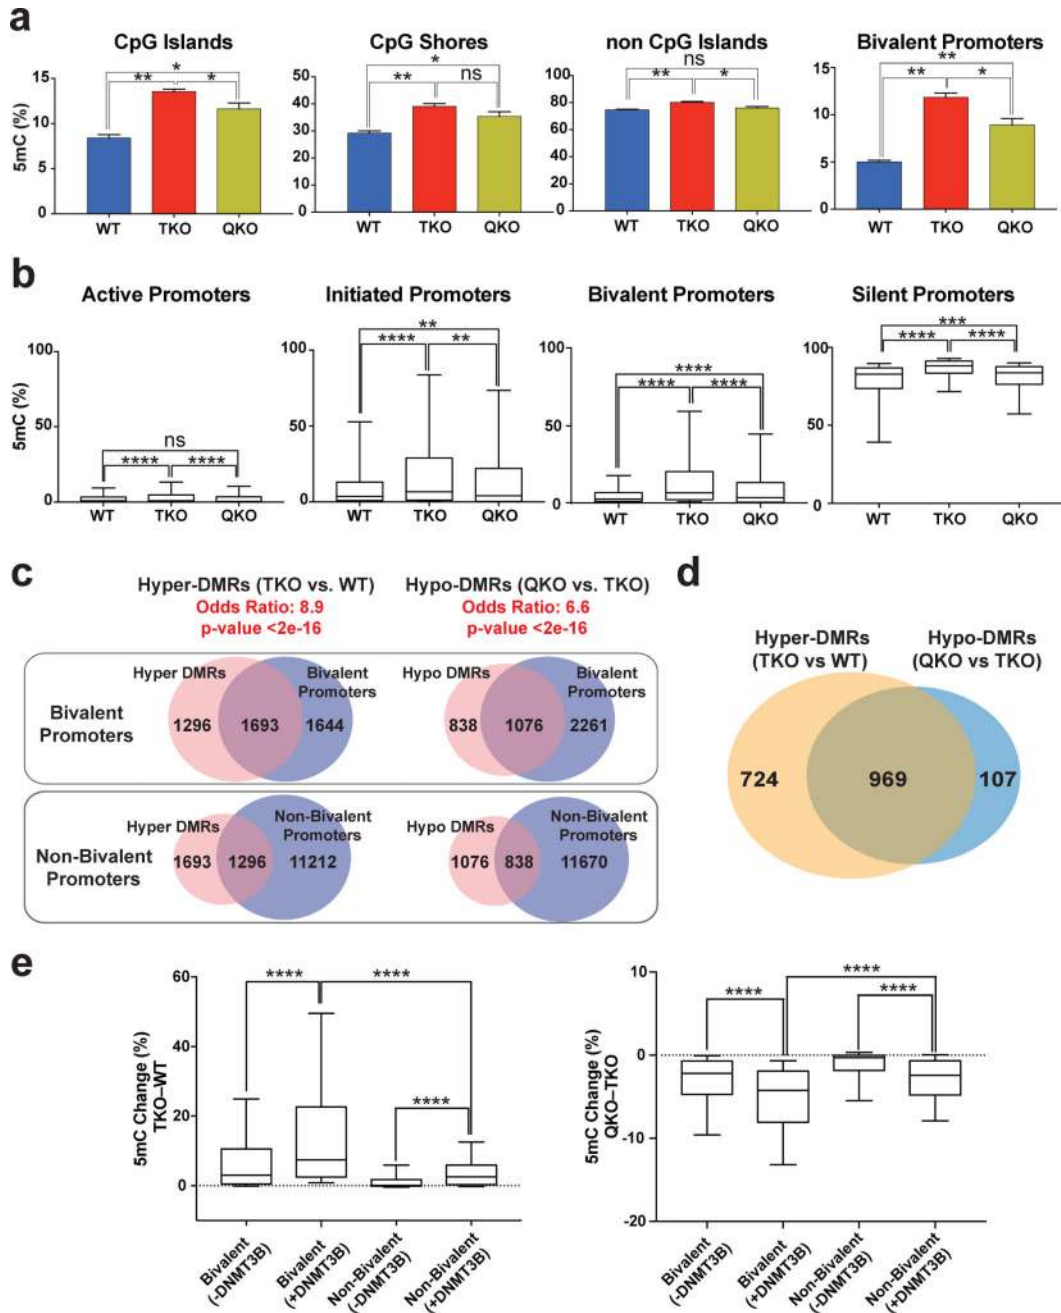 a
CpG Islands
CpG Shores
non CpG Islands
Bivalent Promoters
5mC (%)
15
10
5
0
*
**
*
WT
TKO
QKO
50
40
30
20
10
0
*
**
ns
WT
TKO
QKO
100
80
60
40
20
0
ns
**
*
WT
TKO
QKO
15
10
5
0
**
**
*
WT
TKO
QKO
b
Active Promoters
Initiated Promoters
Bivalent Promoters
Silent Promoters
5mC (%)
100
50
0
ns
****
****
WT
TKO
QKO
100
50
0
**
****
**
WT
TKO
QKO
100
50
0
****
****
****
WT
TKO
QKO
100
50
0
***
****
****
WT
TKO
QKO
c
Hyper-DMRs (TKO vs. WT)
Odds Ratio: 8.9
p-value <2e-16
Hypo-DMRs (QKO vs. TKO)
Odds Ratio: 6.6
p-value <2e-16
Bivalent
Promoters
Hyper DMRs
Bivalent
Promoters
1296
1693
1644
Hypo DMRs
Bivalent
Promoters
838
1076
2261
Non-Bivalent
Promoters
Hyper DMRs
Non-Bivalent
Promoters
1693
1296
11212
Hypo DMRs
Non-Bivalent
Promoters
1076
838
11670
d
Hyper-DMRs
(TKO vs WT)
Hypo-DMRs
(QKO vs TKO)
724
969
107
e
5mC Change (%)
TKO–WT
60
40
20
0
****
****
****
Bivalent
(-DNMT3B)
Bivalent
(+DNMT3B)
Non-Bivalent
(-DNMT3B)
Non-Bivalent
(+DNMT3B)
5mC Change (%)
QKO–TKO
10
0
-10
-20
****
****
****
Bivalent
(-DNMT3B)
Bivalent
(+DNMT3B)
Non-Bivalent
(-DNMT3B)
Non-Bivalent
(+DNMT3B)